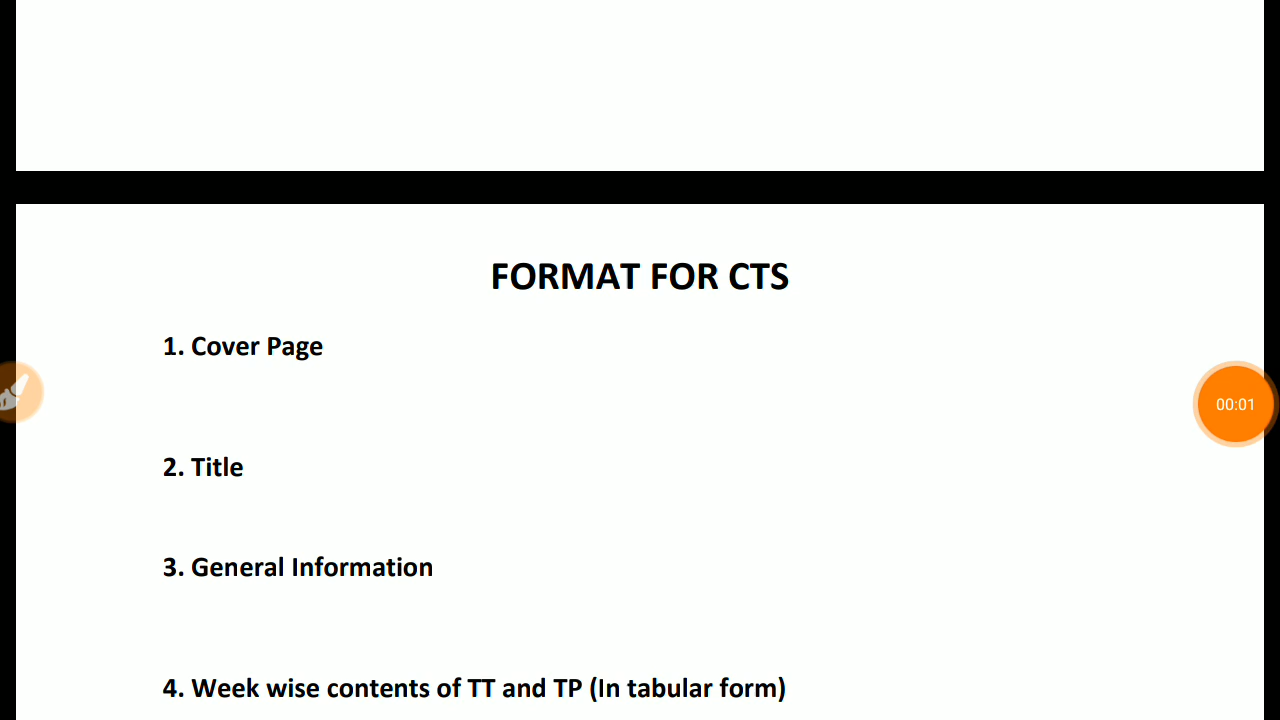 FORMAT FOR CTS
1. Cover Page
2. Title
00:01
3. General Information
4. Week wise contents of TT and TP (In tabular form)